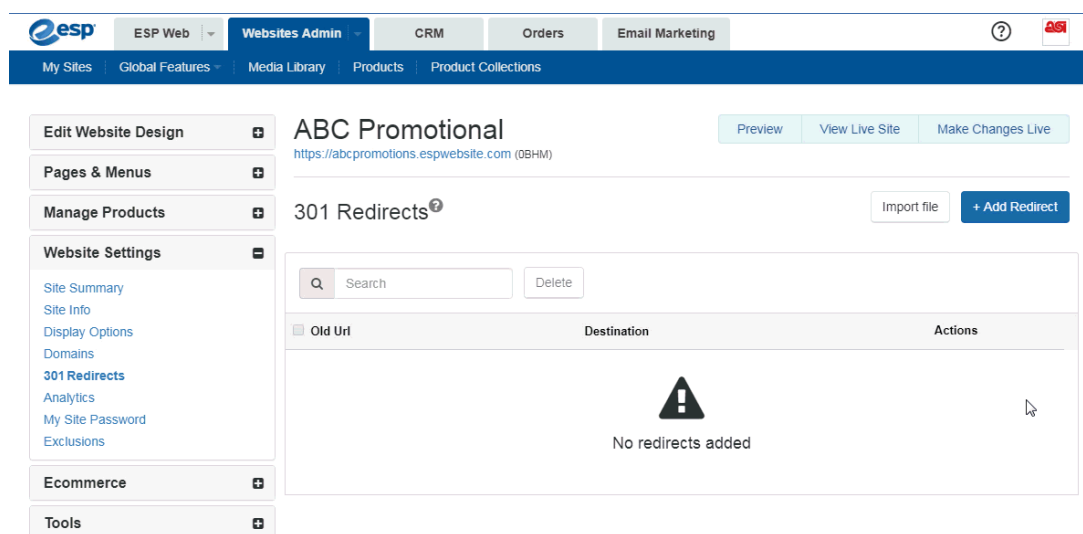 esp
ESP Web
Websites Admin
CRM
Orders
Email Marketing
?
asi
My Sites
Global Features
Media Library
Products
Product Collections
Edit Website Design
Pages & Menus
Manage Products
Website Settings
Site Summary
Site Info
Display Options
Domains
301 Redirects
Analytics
My Site Password
Exclusions
Ecommerce
Tools
ABC Promotional
https://abcpromotions.espwebsite.com (0BHM)
Preview
View Live Site
Make Changes Live
301 Redirects?
Import file
+ Add Redirect
Search
Delete
Old Url
Destination
Actions
No redirects added